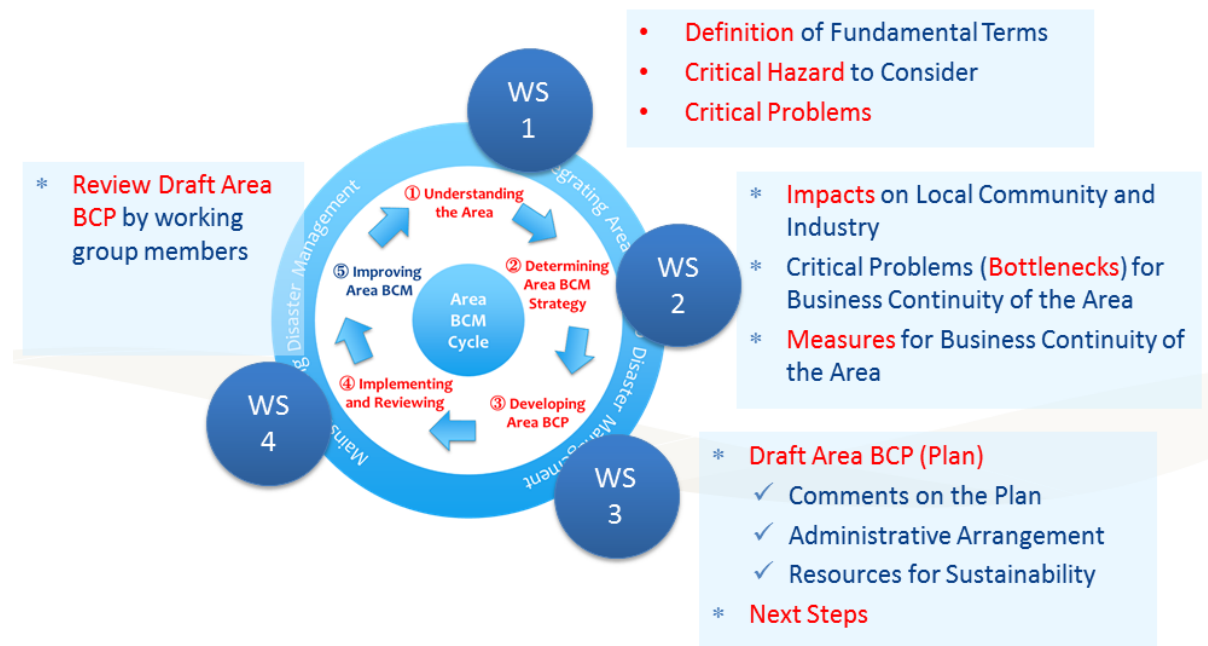 WS
1
• Definition of Fundamental Terms
• Critical Hazard to Consider
• Critical Problems
* Review Draft Area
BCP by working
group members
① Understanding
the Area
② Determining
Area BCM
Strategy
③ Developing
Area BCP
④ Implementing
and Reviewing
⑤ Improving
Area BCM
Area
BCM
Cycle
Disaster Management
Area
Disaster
WS
2
* Impacts on Local Community and
Industry
* Critical Problems (Bottlenecks) for
Business Continuity of the Area
* Measures for Business Continuity of
the Area
WS
3
* Draft Area BCP (Plan)
✓ Comments on the Plan
✓ Administrative Arrangement
✓ Resources for Sustainability
* Next Steps
WS
4